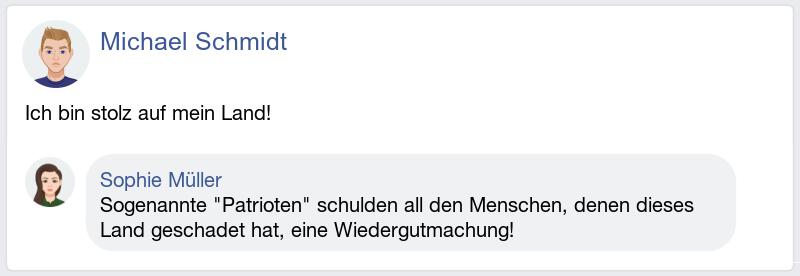 Michael Schmidt
Ich bin stolz auf mein Land!
Sophie Müller
Sogenannte "Patrioten" schulden all den Menschen, denen dieses
Land geschadet hat, eine Wiedergutmachung!